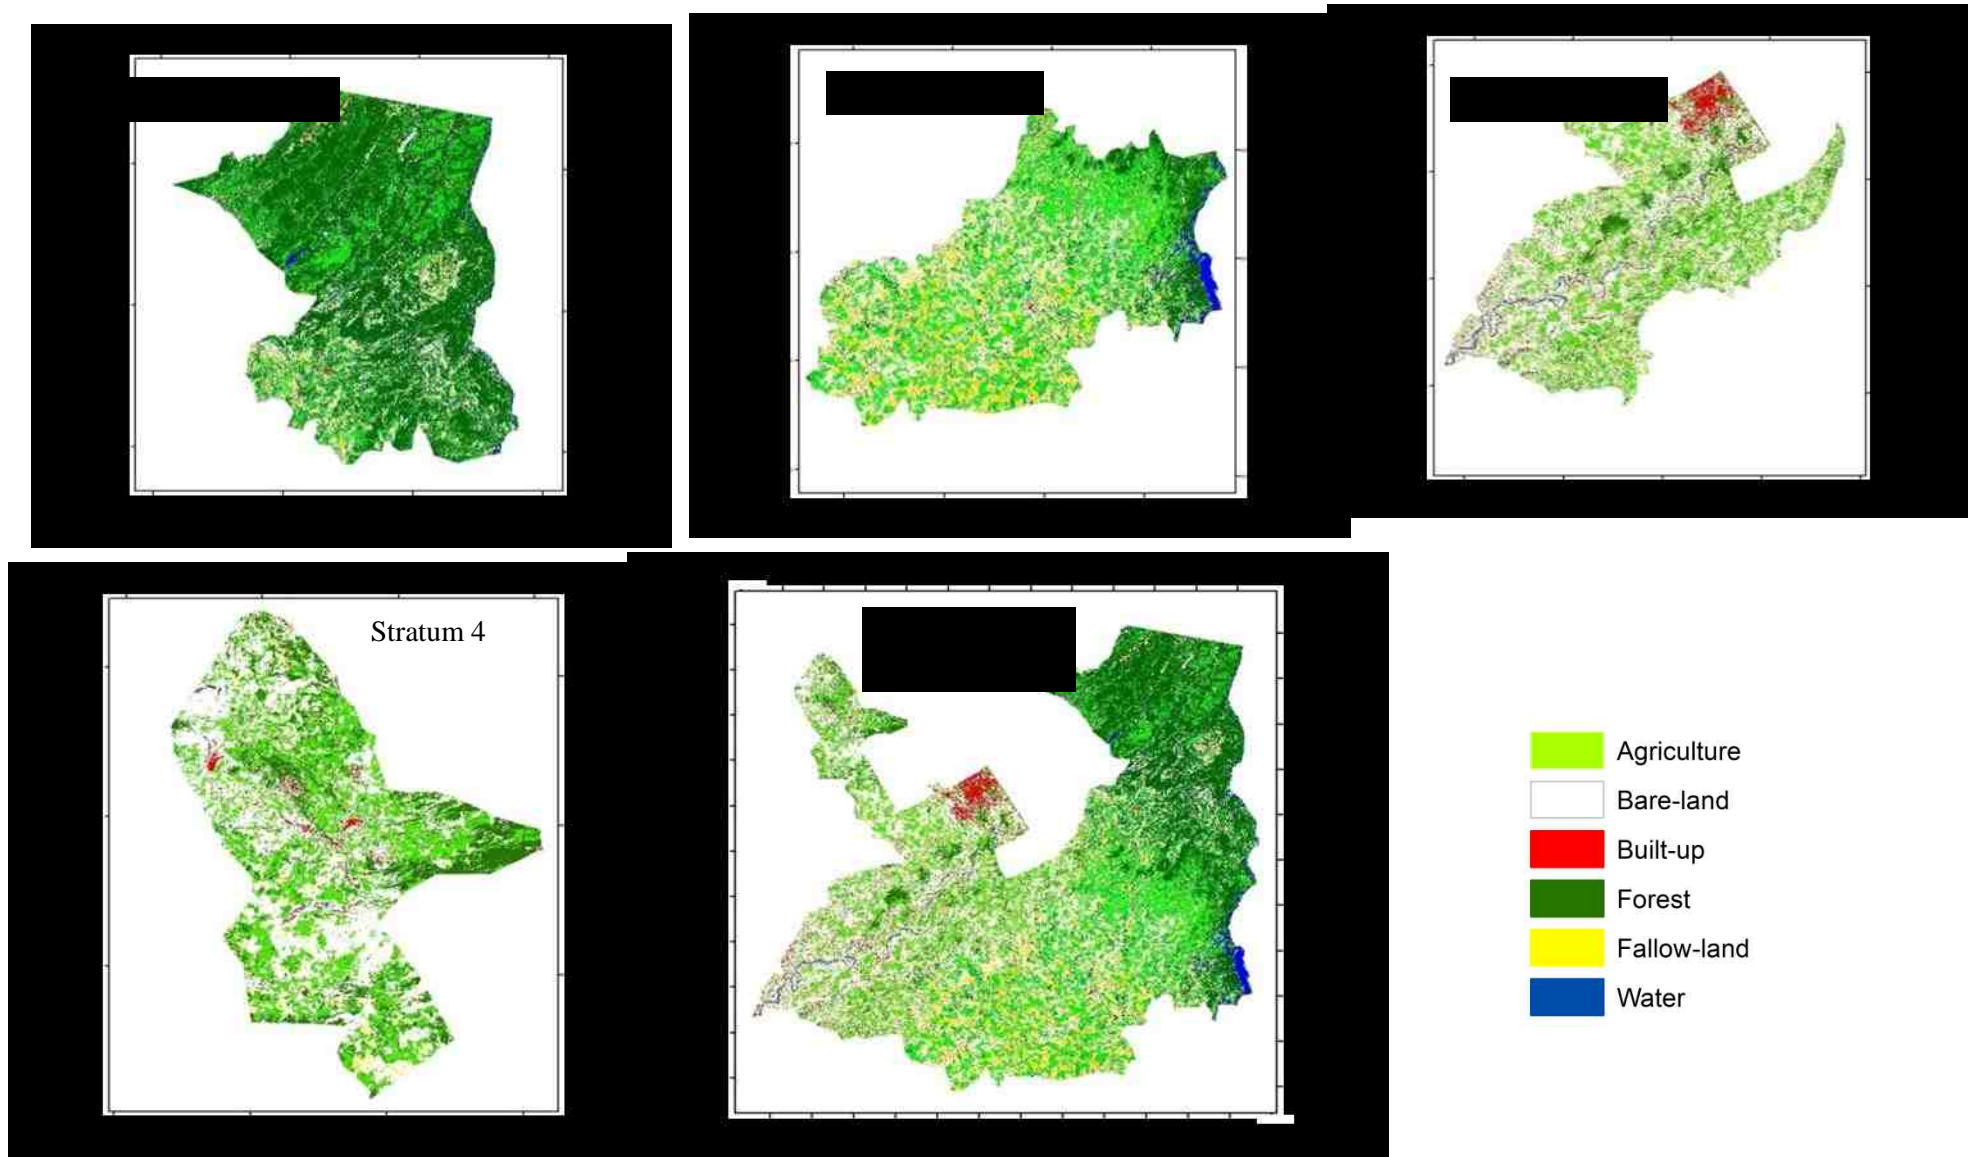 Stratum 4
Agriculture
Bare-land
Built-up
Forest
Fallow-land
Water